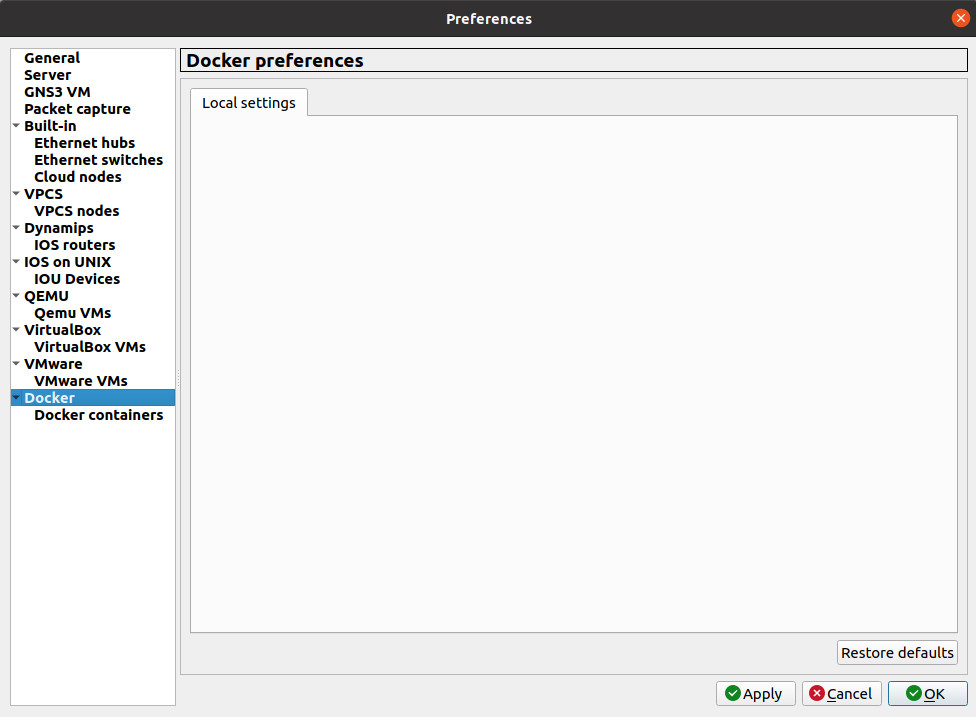 Preferences
General
Server
GNS3 VM
Packet capture
Built-in
Ethernet hubs
Ethernet switches
Cloud nodes
VPCS
VPCS nodes
Dynamips
IOS routers
IOS on UNIX
IOU Devices
QEMU
Qemu VMs
VirtualBox
VirtualBox VMs
VMware
VMware VMs
Docker
Docker containers
Docker preferences
Local settings
Restore defaults
Apply
Cancel
OK